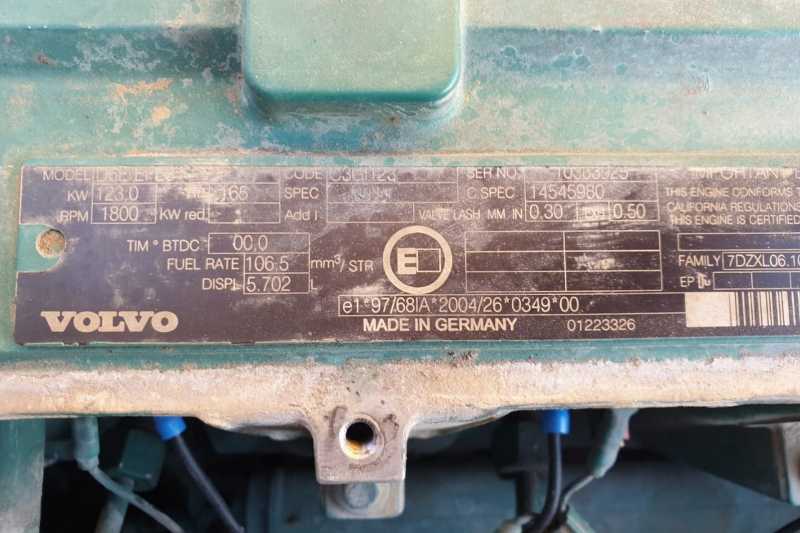 MODEL CODE SER NO. IMPORTANT
KW 123.0 165 SPEC C SPEC 14545960 THIS ENGINE CONFORMS T
RPM 1800 KW red. Add i VALVE LASH MM IN 0.30 0.50 CALIFORNIA REGULATIONS
THIS ENGINE IS CERTIFIED
TIM ° BTDC 00,0
FUEL RATE 106.5 mm³/STR E FAMILY 7DZXL06.10
DISPL 5.702 L EP
e1*97/68IA*2004/26*0349*00
VOLVO MADE IN GERMANY 01223326